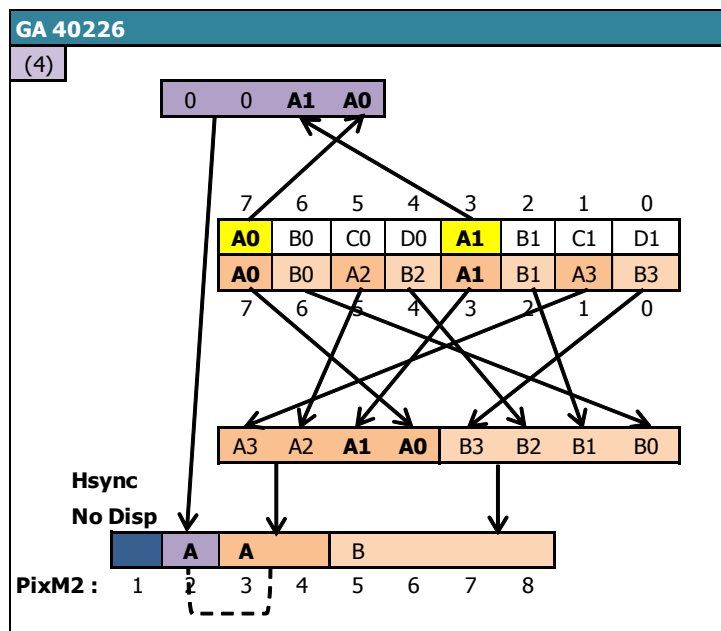 GA 40226
(4)
0 0 A1 A0
7 6 5 4 3 2 1 0
A0 B0 C0 D0 A1 B1 C1 D1
A0 B0 A2 B2 A1 B1 A3 B3
7 6 5 4 3 2 1 0
A3 A2 A1 A0 B3 B2 B1 B0
Hsync
No Disp
A A B
PixM2 : 1 2 3 4 5 6 7 8